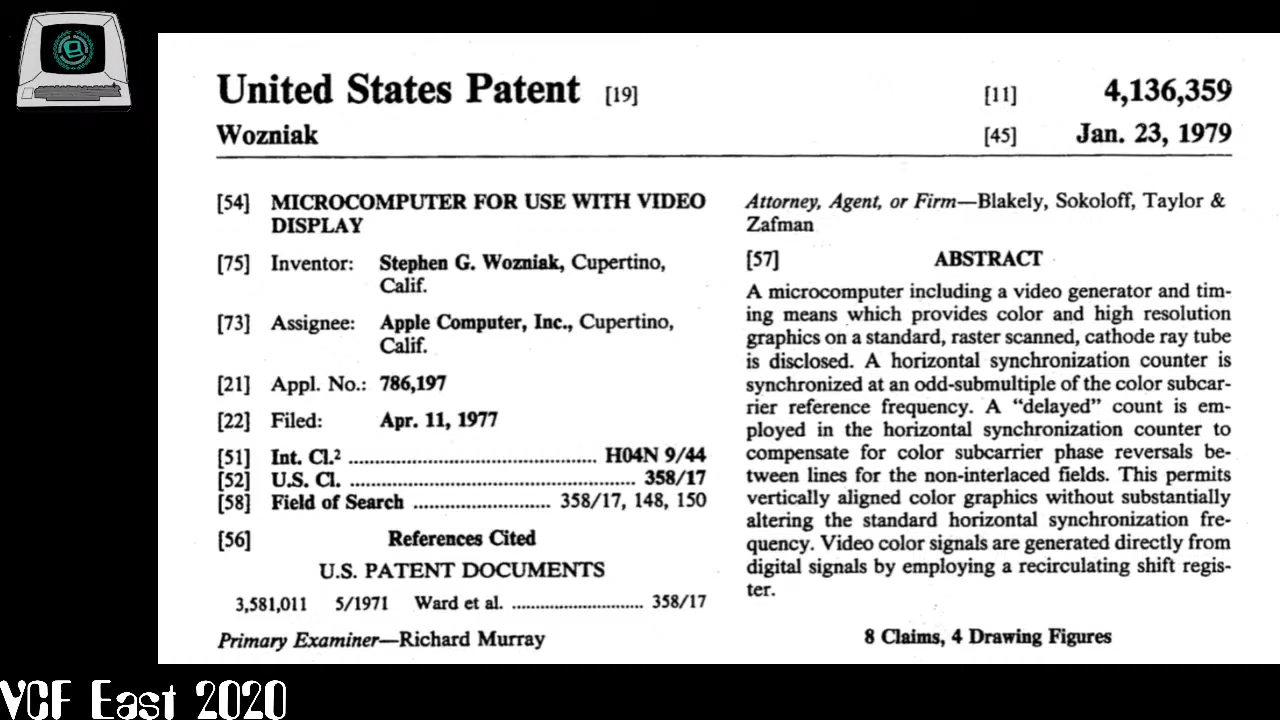 United States Patent [19]
[11] 4,136,359
Wozniak
[45] Jan. 23, 1979
[54] MICROCOMPUTER FOR USE WITH VIDEO
DISPLAY
[75] Inventor: Stephen G. Wozniak, Cupertino,
Calif.
[73] Assignee: Apple Computer, Inc., Cupertino,
Calif.
[21] Appl. No.: 786,197
[22] Filed: Apr. 11, 1977
[51] Int. Cl.² ............................................ H04N 9/44
[52] U.S. Cl. .................................................. 358/17
[58] Field of Search ......................... 358/17, 148, 150
[56] References Cited
U.S. PATENT DOCUMENTS
3,581,011 5/1971 Ward et al. ........................ 358/17
Primary Examiner—Richard Murray
Attorney, Agent, or Firm—Blakely, Sokoloff, Taylor &
Zafman
[57] ABSTRACT
A microcomputer including a video generator and tim-
ing means which provides color and high resolution
graphics on a standard, raster scanned, cathode ray tube
is disclosed. A horizontal synchronization counter is
synchronized at an odd-submultiple of the color subcar-
rier reference frequency. A “delayed” count is em-
ployed in the horizontal synchronization counter to
compensate for color subcarrier phase reversals be-
tween lines for the non-interlaced fields. This permits
vertically aligned color graphics without substantially
altering the standard horizontal synchronization fre-
quency. Video color signals are generated directly from
digital signals by employing a recirculating shift regis-
ter.
8 Claims, 4 Drawing Figures
VCF East 2020